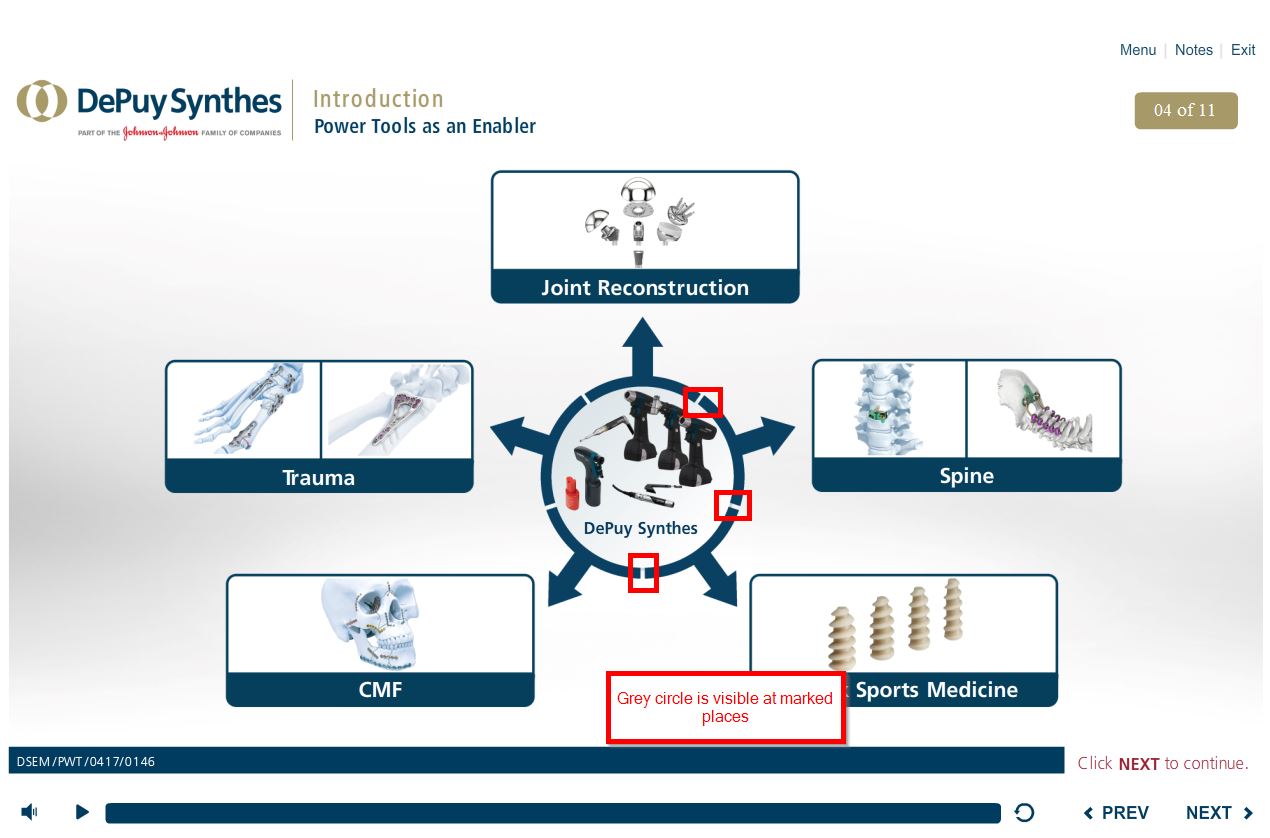 Menu | Notes | Exit
DePuy Synthes
PART OF THE Johnson & Johnson FAMILY OF COMPANIES
Introduction
Power Tools as an Enabler
04 of 11
Joint Reconstruction
Trauma
Spine
DePuy Synthes
CMF
Sports Medicine
Grey circle is visible at marked
places
DSEM/PWT/0417/0146
Click NEXT to continue.
PREV
NEXT